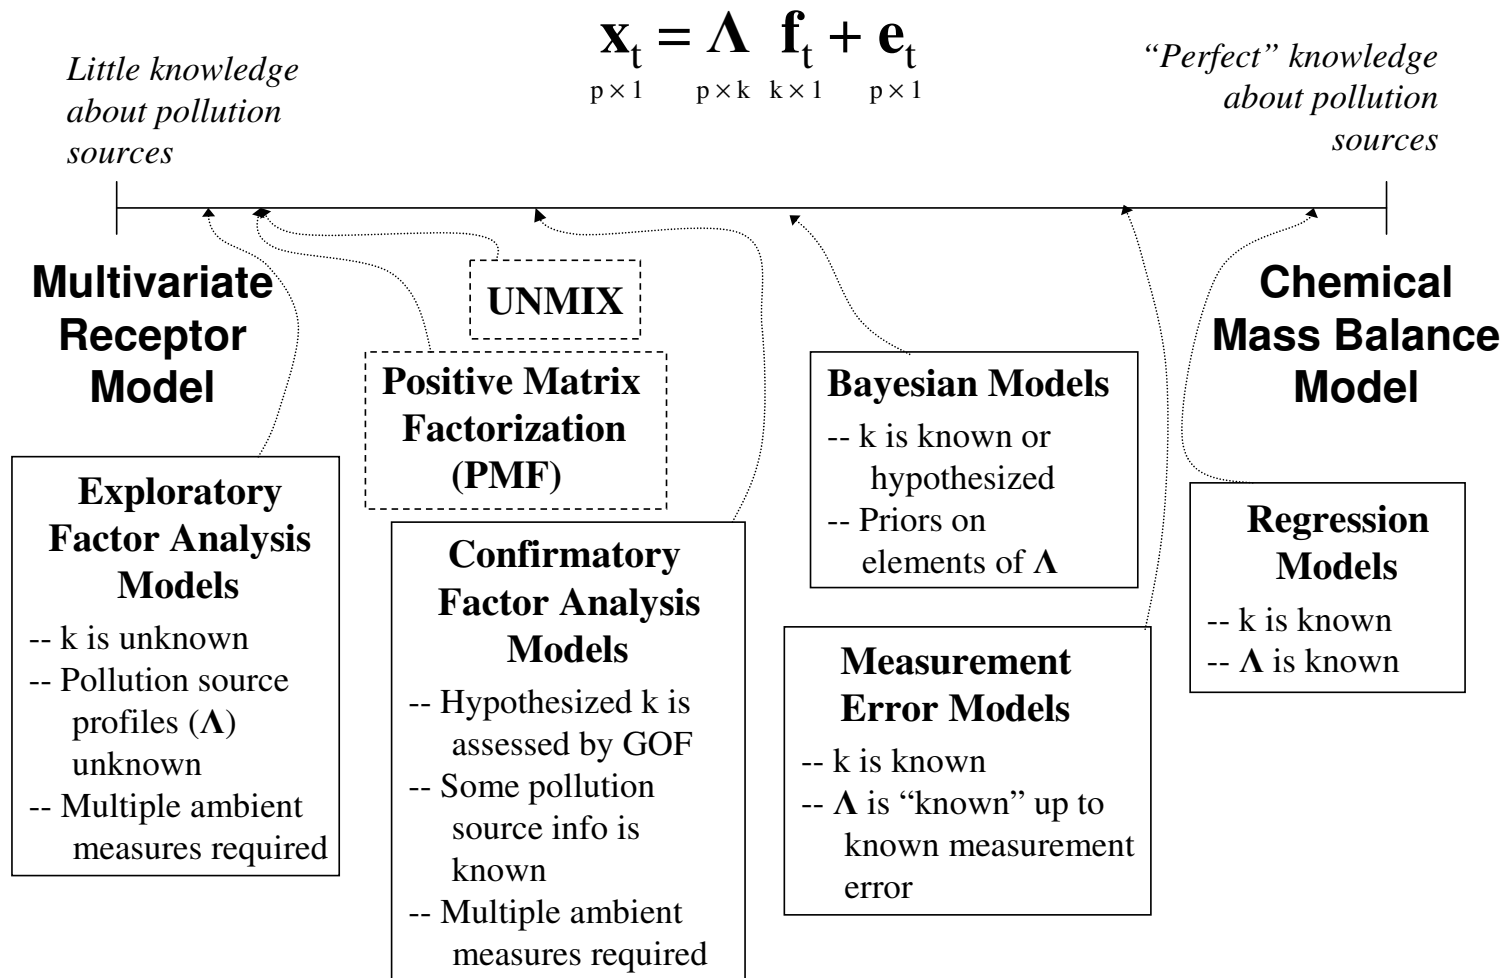 xₜ = Λ fₜ + eₜ
p × 1 p × k k × 1 p × 1
Little knowledge
about pollution
sources
“Perfect” knowledge
about pollution
sources
Multivariate
Receptor
Model
Chemical
Mass Balance
Model
UNMIX
Positive Matrix
Factorization
(PMF)
Exploratory
Factor Analysis
Models
-- k is unknown
-- Pollution source
profiles (Λ)
unknown
-- Multiple ambient
measures required
Confirmatory
Factor Analysis
Models
-- Hypothesized k is
assessed by GOF
-- Some pollution
source info is
known
-- Multiple ambient
measures required
Bayesian Models
-- k is known or
hypothesized
-- Priors on
elements of Λ
Measurement
Error Models
-- k is known
-- Λ is “known” up to
known measurement
error
Regression
Models
-- k is known
-- Λ is known